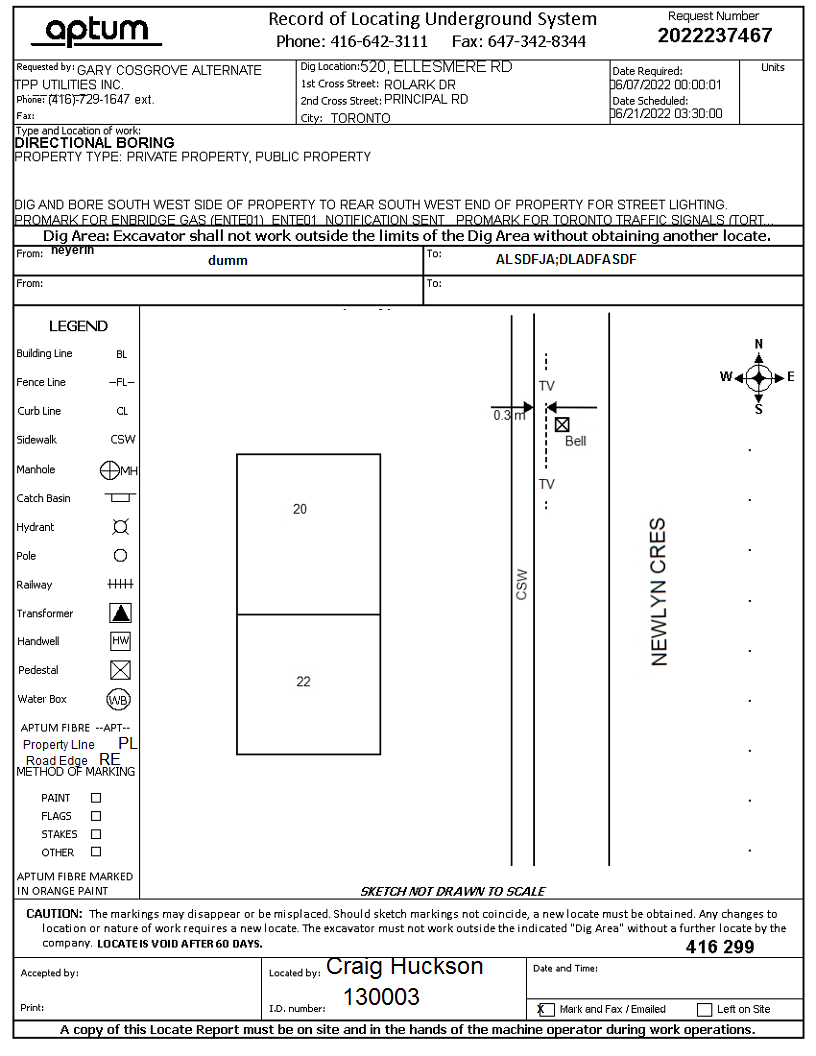 aptum
Record of Locating Underground System
Phone: 416-642-3111 Fax: 647-342-8344
Request Number
2022237467
Requested by: GARY COSGROVE ALTERNATE
TPP UTILITIES INC.
Phone: (416)-729-1647 ext.
Fax:
Dig Location: 520, ELLESMERE RD
1st Cross Street: ROLARK DR
2nd Cross Street: PRINCIPAL RD
City: TORONTO
Date Required:
06/07/2022 00:00:01
Date Scheduled:
06/21/2022 03:30:00
Units
Type and Location of work:
DIRECTIONAL BORING
PROPERTY TYPE: PRIVATE PROPERTY, PUBLIC PROPERTY
DIG AND BORE SOUTH WEST SIDE OF PROPERTY TO REAR SOUTH WEST END OF PROPERTY FOR STREET LIGHTING.
PROMARK FOR ENBRIDGE GAS (ENTE01) ENTE01 NOTIFICATION SENT PROMARK FOR TORONTO TRAFFIC SIGNALS (TORT...
Dig Area: Excavator shall not work outside the limits of the Dig Area without obtaining another locate.
From: heyerin
dumm
To: ALSDFJA;DLADFASDF
From:
To:
LEGEND
Building Line BL
Fence Line –FL–
Curb Line CL
Sidewalk CSW
Manhole MH
Catch Basin
Hydrant
Pole
Railway
Transformer
Handwell HW
Pedestal
Water Box WB
APTUM FIBRE --APT--
Property LIne PL
Road Edge RE
METHOD OF MARKING
PAINT
FLAGS
STAKES
OTHER
APTUM FIBRE MARKED
IN ORANGE PAINT
N
W E
S
TV
0.3 m
Bell
TV
20
22
CSW
NEWLYN CRES
SKETCH NOT DRAWN TO SCALE
CAUTION: The markings may disappear or be misplaced. Should sketch markings not coincide, a new locate must be obtained. Any changes to
location or nature of work requires a new locate. The excavator must not work outside the indicated "Dig Area" without a further locate by the
company. LOCATE IS VOID AFTER 60 DAYS.
416 299
Accepted by:
Print:
Located by: Craig Huckson
I.D. number: 130003
Date and Time:
X Mark and Fax / Emailed
Left on Site
A copy of this Locate Report must be on site and in the hands of the machine operator during work operations.